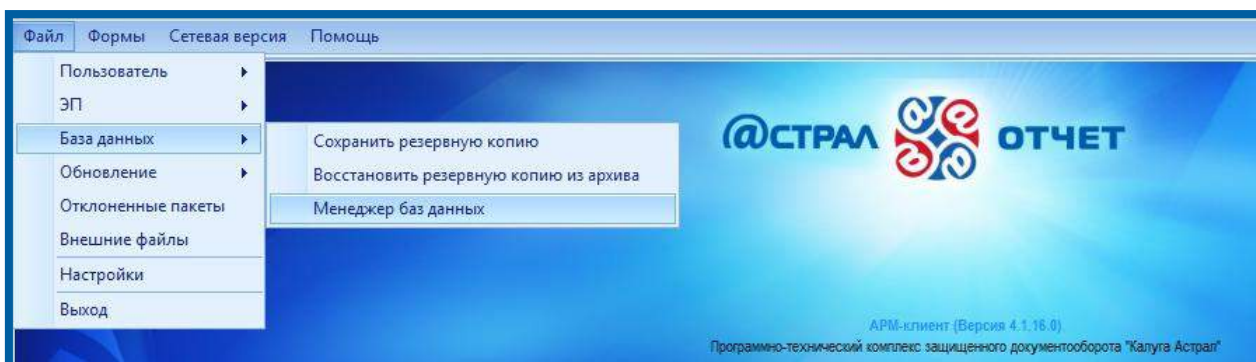 Файл Формы Сетевая версия Помощь
Пользователь
ЭП
База данных
Обновление
Отклоненные пакеты
Внешние файлы
Настройки
Выход
Сохранить резервную копию
Восстановить резервную копию из архива
Менеджер баз данных
@СТРАЛ ОТЧЕТ
АРМ-клиент (Версия 4.1.16.0)
Программно-технический комплекс защищенного документооборота "Калуга Астрал"